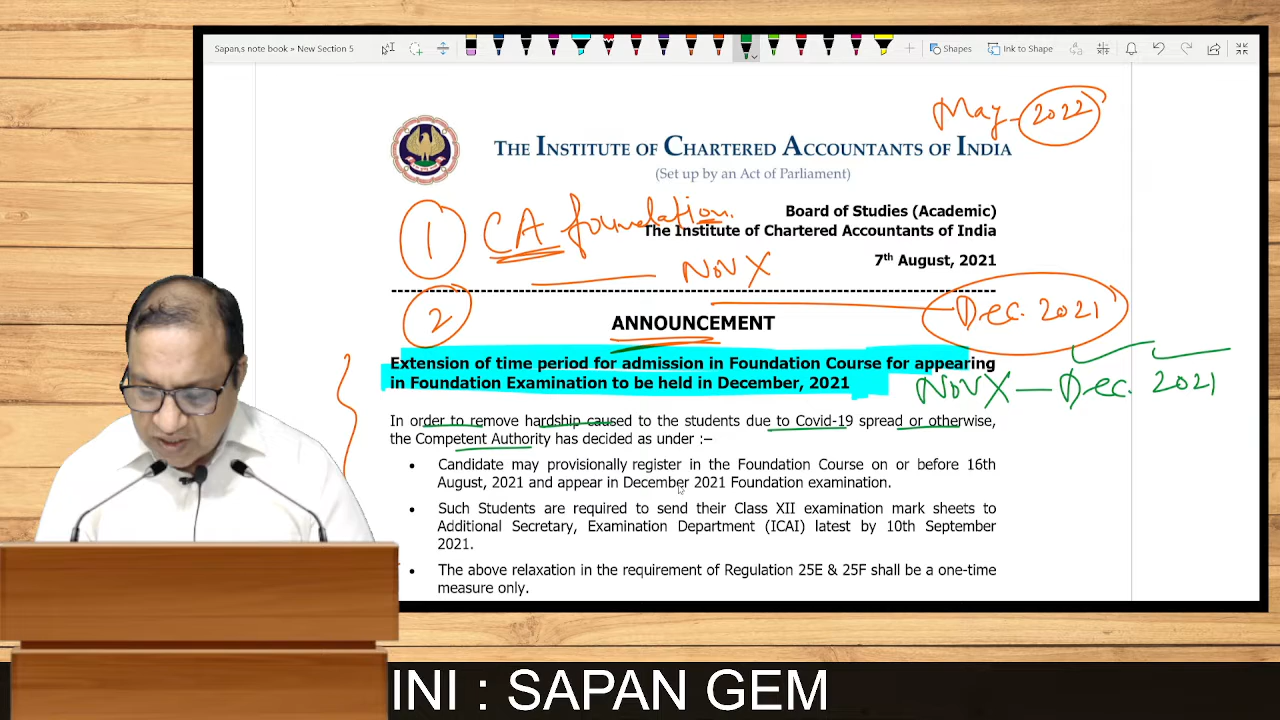 Sapan,s note book » New Section 5
Shapes
Ink to Shape
May - 2022
THE INSTITUTE OF CHARTERED ACCOUNTANTS OF INDIA
(Set up by an Act of Parliament)
1 CA foundation.
Board of Studies (Academic)
The Institute of Chartered Accountants of India
NOV X
7th August, 2021
2
Dec. 2021
ANNOUNCEMENT
Extension of time period for admission in Foundation Course for appearing
in Foundation Examination to be held in December, 2021
NOV X — Dec. 2021
In order to remove hardship caused to the students due to Covid-19 spread or otherwise,
the Competent Authority has decided as under :–
• Candidate may provisionally register in the Foundation Course on or before 16th
August, 2021 and appear in December 2021 Foundation examination.
• Such Students are required to send their Class XII examination mark sheets to
Additional Secretary, Examination Department (ICAI) latest by 10th September
2021.
• The above relaxation in the requirement of Regulation 25E & 25F shall be a one-time
measure only.
INI : SAPAN GEM